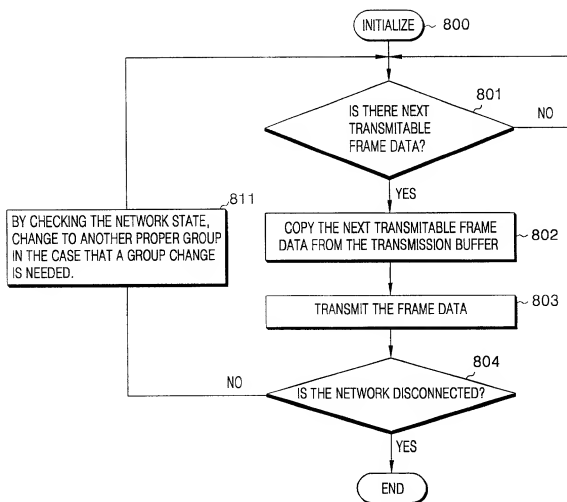 INITIALIZE
800
801
IS THERE NEXT
TRANSMITABLE
FRAME DATA?
NO
YES
811
BY CHECKING THE NETWORK STATE,
CHANGE TO ANOTHER PROPER GROUP
IN THE CASE THAT A GROUP CHANGE
IS NEEDED.
COPY THE NEXT TRANSMITABLE FRAME
DATA FROM THE TRANSMISSION BUFFER
802
TRANSMIT THE FRAME DATA
803
804
NO
IS THE NETWORK DISCONNECTED?
YES
END